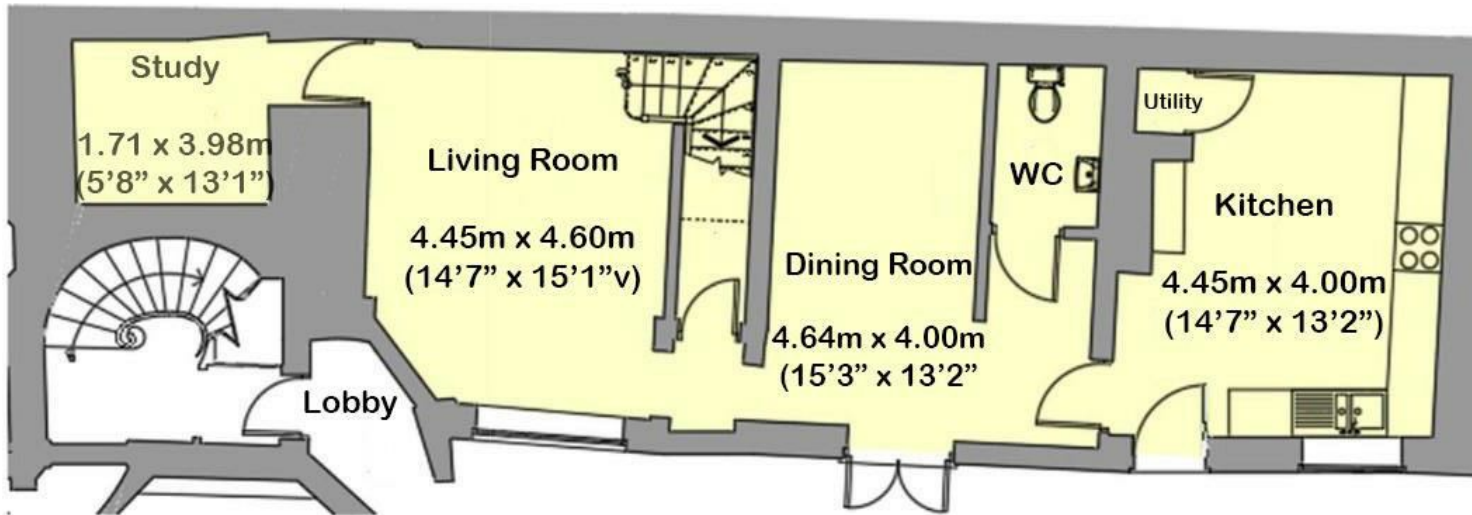 Study
1.71 x 3.98m
(5'8" x 13'1")
Living Room
4.45m x 4.60m
(14'7" x 15'1"v)
Lobby
Dining Room
4.64m x 4.00m
(15'3" x 13'2"
WC
Utility
Kitchen
4.45m x 4.00m
(14'7" x 13'2")